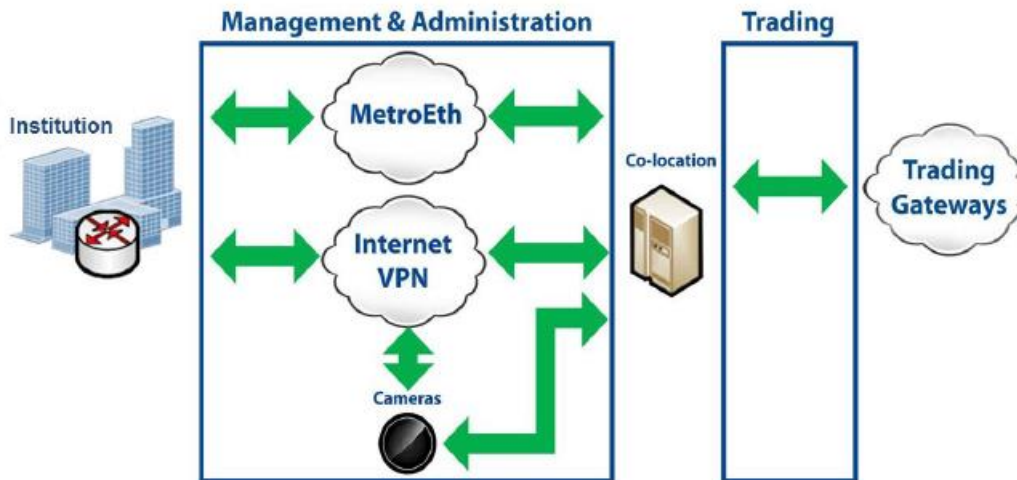 Management & Administration
Trading
Institution
MetroEth
Co-location
Trading
Gateways
Internet
VPN
Cameras